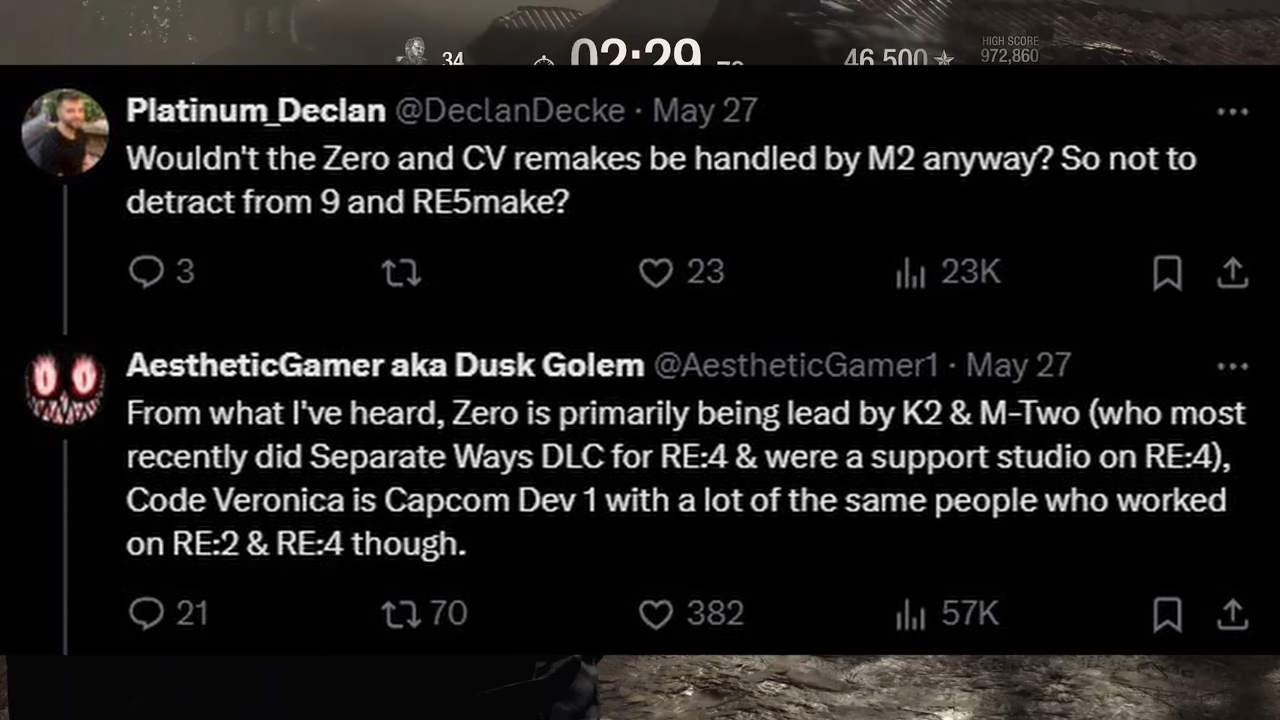 34
02:29
46,500
HIGH SCORE
972,860
Platinum_Declan @DeclanDecke · May 27
Wouldn't the Zero and CV remakes be handled by M2 anyway? So not to
detract from 9 and RE5make?
3 23 23K
AestheticGamer aka Dusk Golem @AestheticGamer1 · May 27
From what I've heard, Zero is primarily being lead by K2 & M-Two (who most
recently did Separate Ways DLC for RE:4 & were a support studio on RE:4),
Code Veronica is Capcom Dev 1 with a lot of the same people who worked
on RE:2 & RE:4 though.
21 70 382 57K